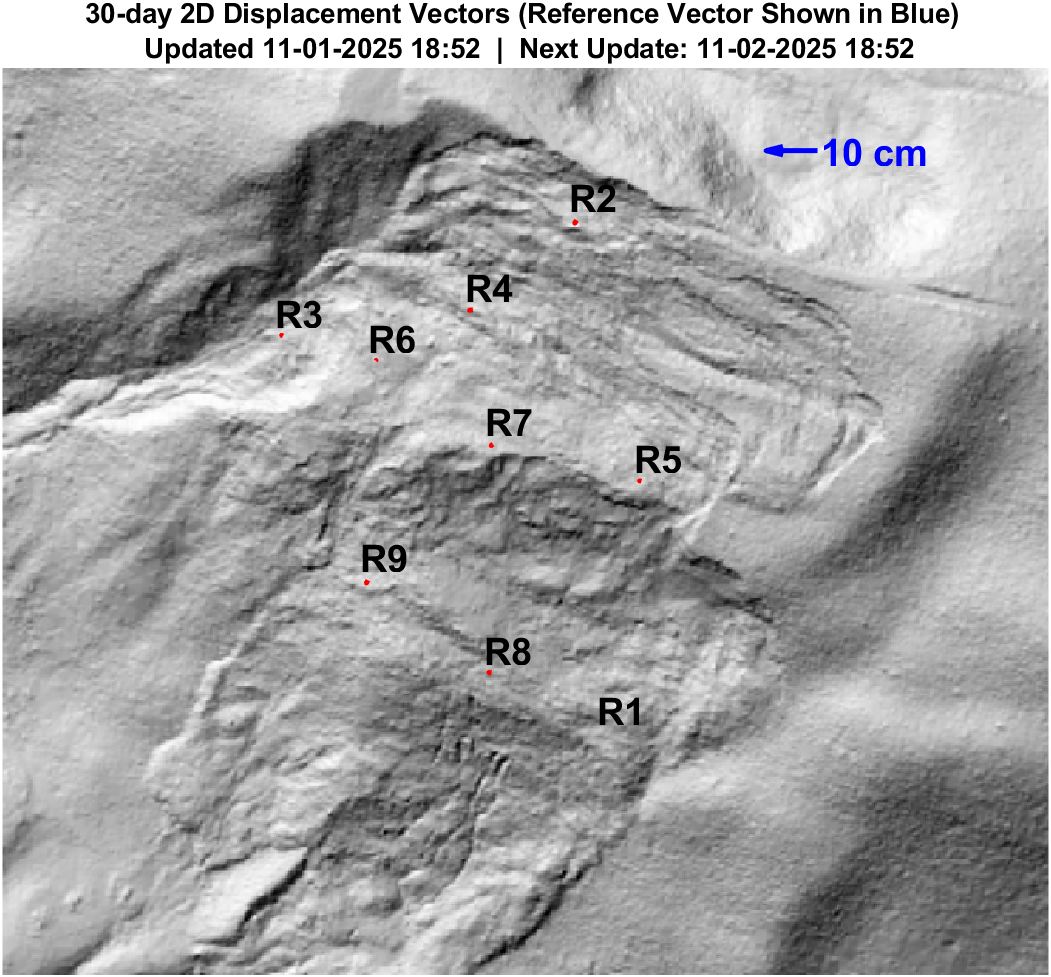 30-day 2D Displacement Vectors (Reference Vector Shown in Blue)
Updated 11-01-2025 18:52 | Next Update: 11-02-2025 18:52
10 cm
R2
R4
R3
R6
R7
R5
R9
R8
R1